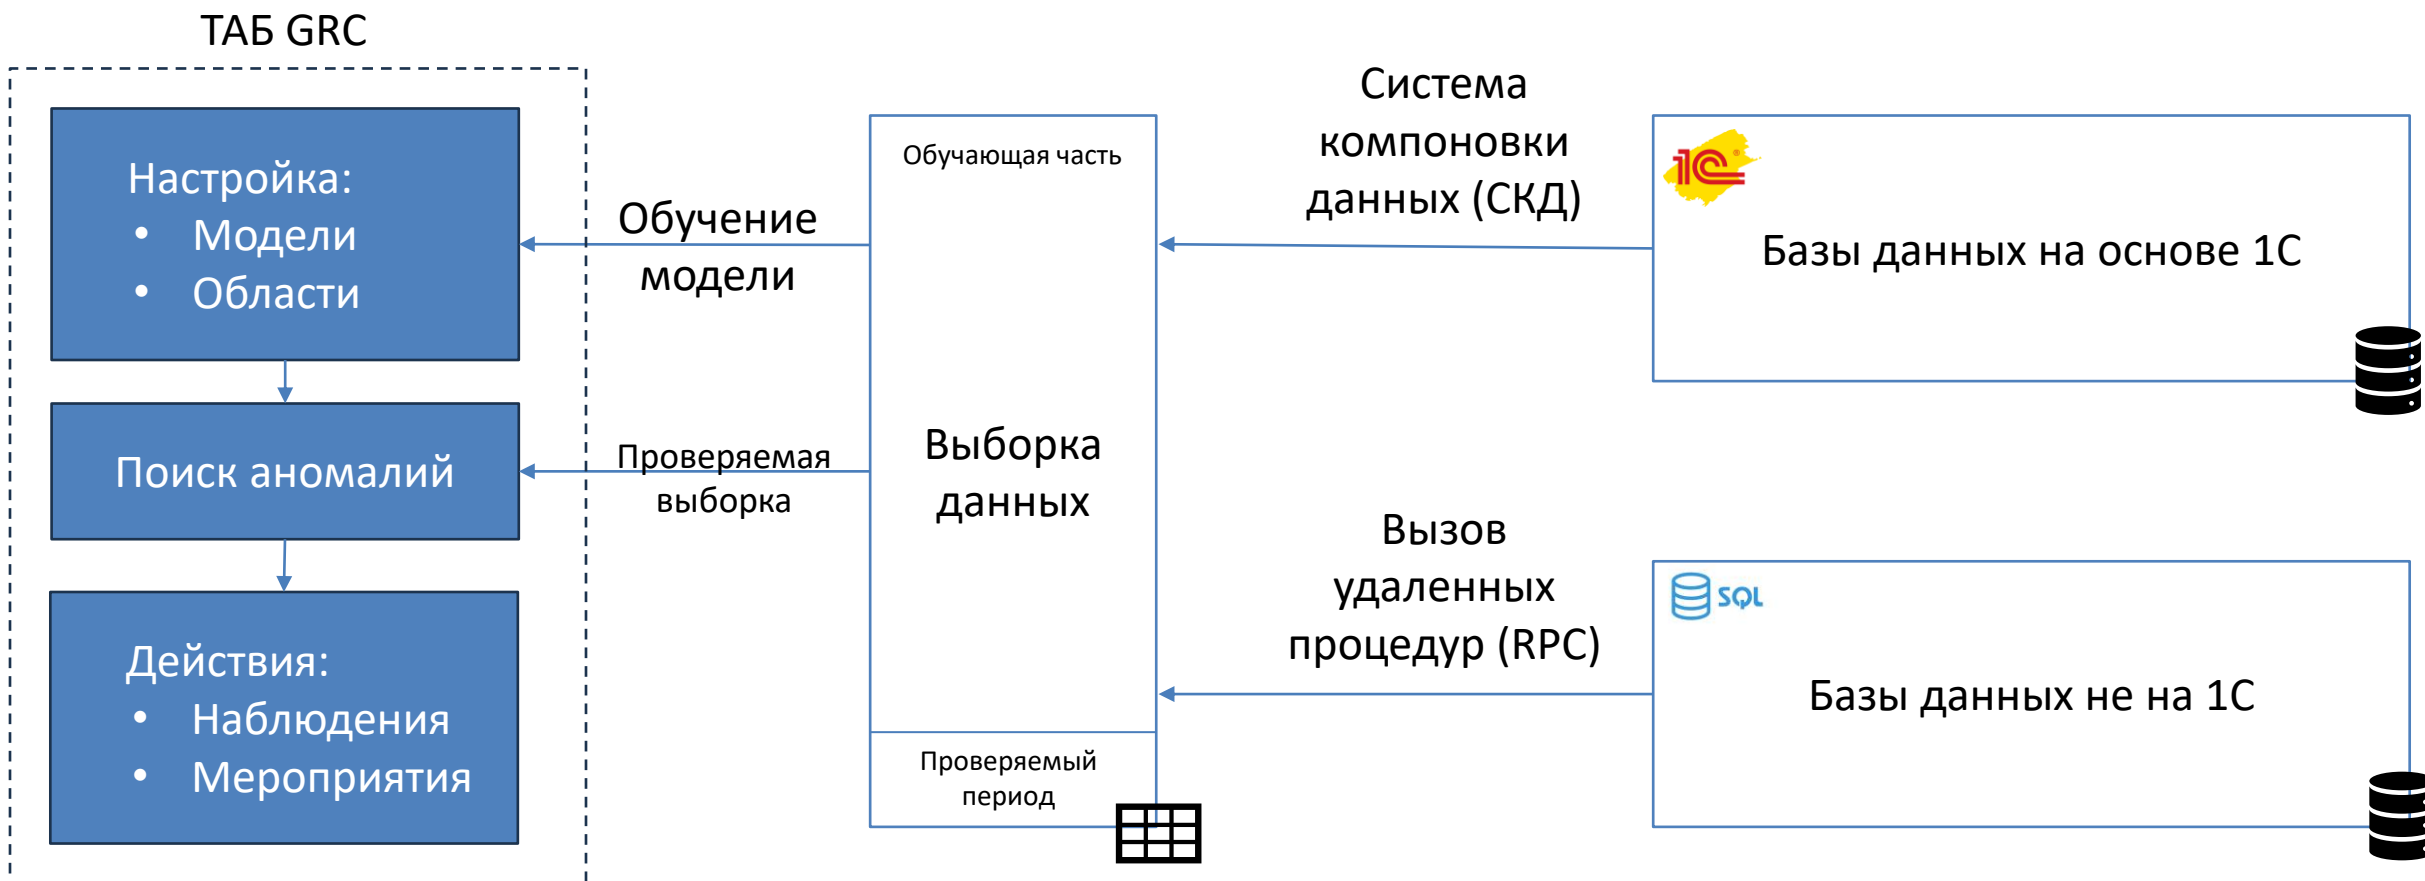 ТАБ GRC
Настройка:
• Модели
• Области
Поиск аномалий
Действия:
• Наблюдения
• Мероприятия
Обучение
модели
Проверяемая
выборка
Обучающая часть
Выборка
данных
Проверяемый
период
Система
компоновки
данных (СКД)
Вызов
удаленных
процедур (RPC)
1С
Базы данных на основе 1С
SQL
Базы данных не на 1С